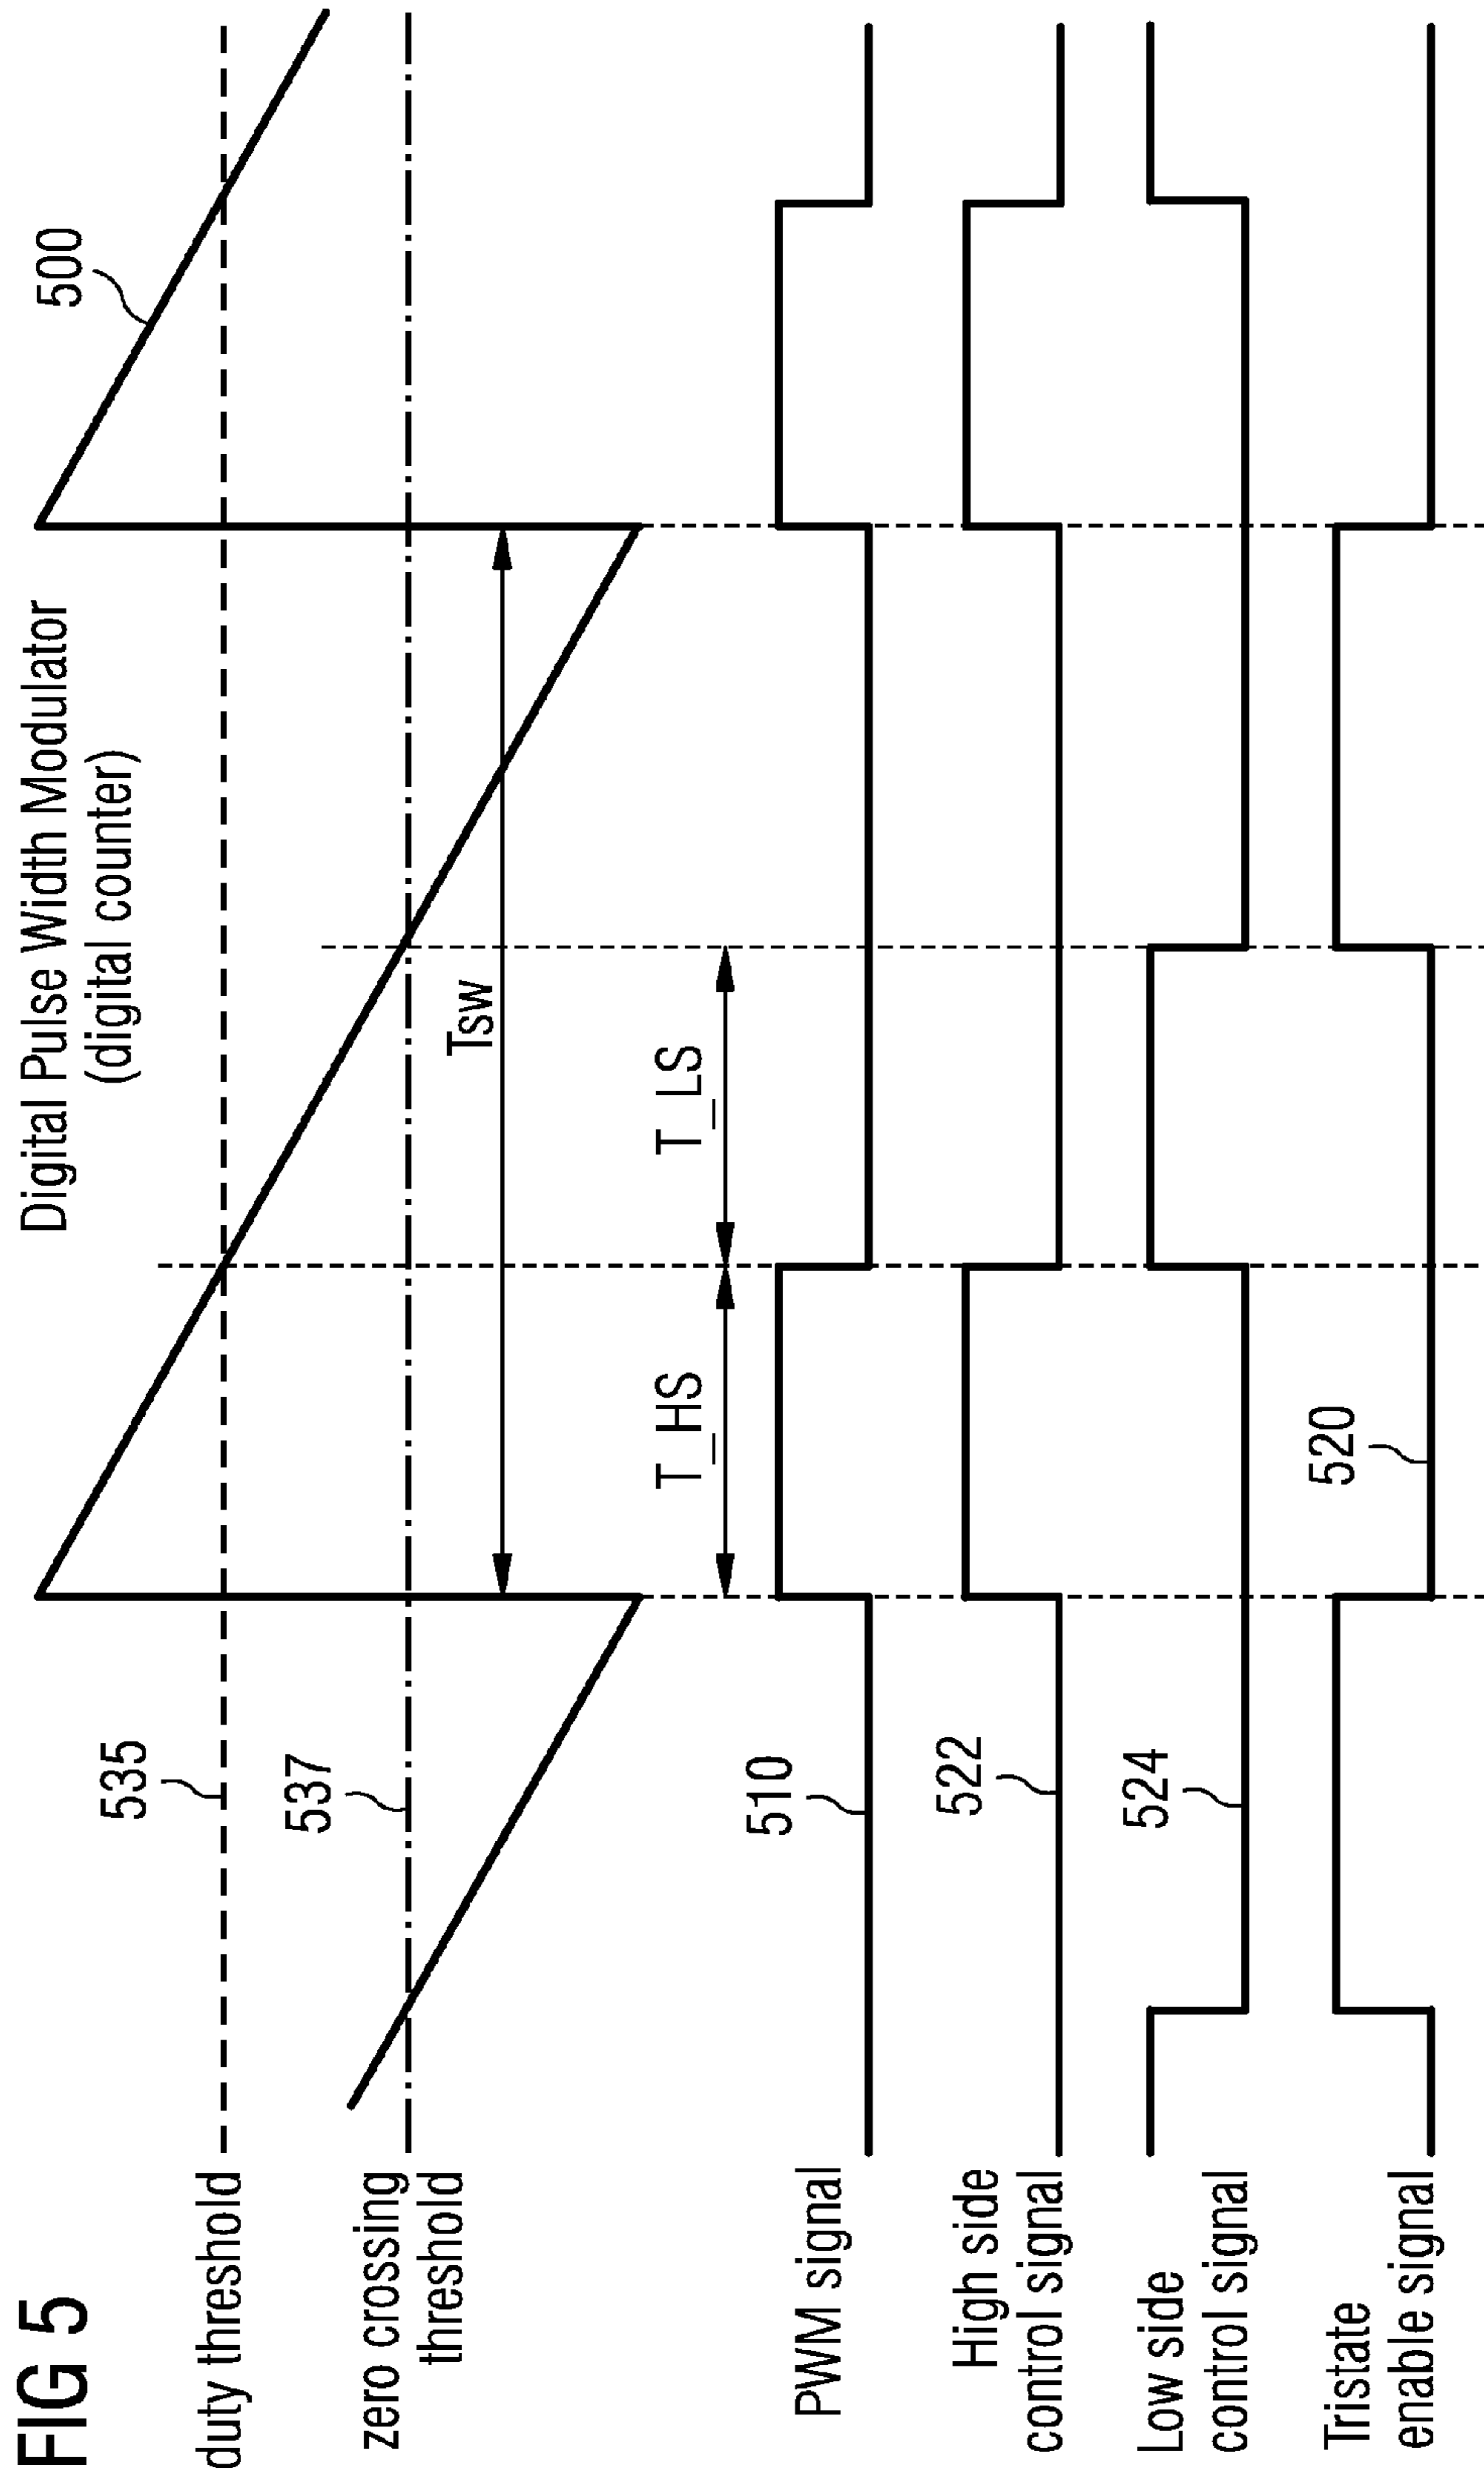 FIG 5
Digital Pulse Width Modulator
(digital counter)
500
535
duty threshold
537
zero crossing
threshold
Tsw
T_HS
T_LS
510
PWM signal
522
High side
control signal
524
Low side
control signal
520
Tristate
enable signal